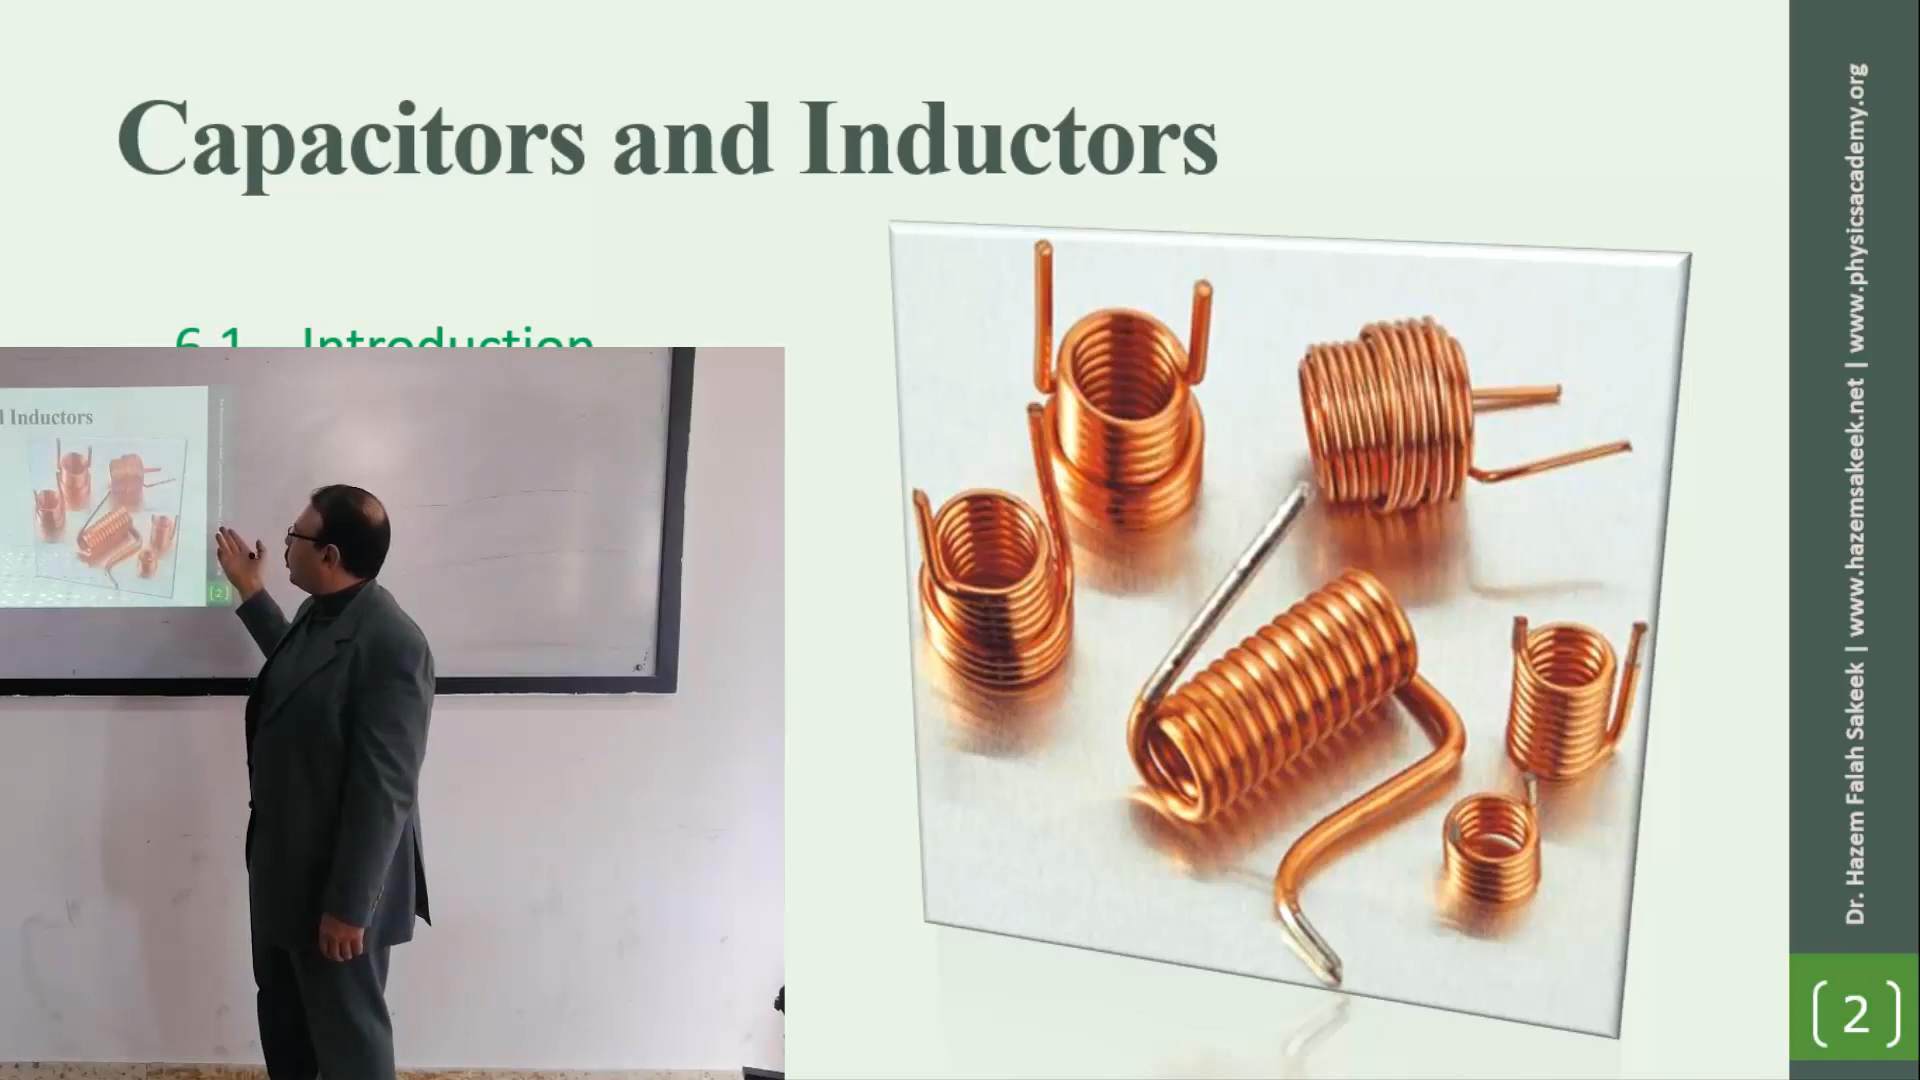 Capacitors and Inductors
6.1 Introduction
d Inductors
[2]
Dr. Hazem Falah Sakeek | www.hazemsakeek.net | www.physicsacademy.org
[2]